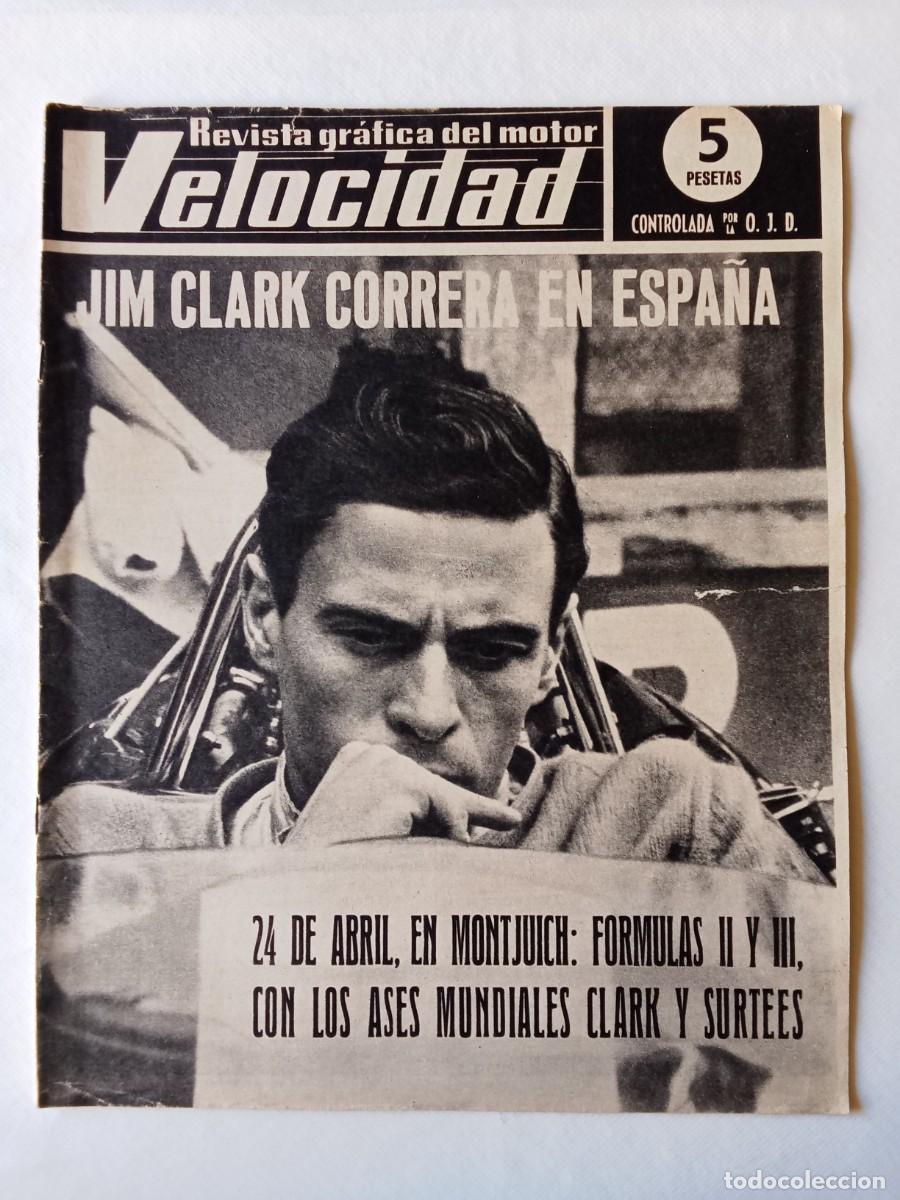 Revista gráfica del motor
Velocidad
5
PESETAS
CONTROLADA POR LA O. J. D.
JIM CLARK CORRERA EN ESPAÑA
24 DE ABRIL, EN MONTJUICH: FORMULAS II Y III,
CON LOS ASES MUNDIALES CLARK Y SURTEES
todocoleccion